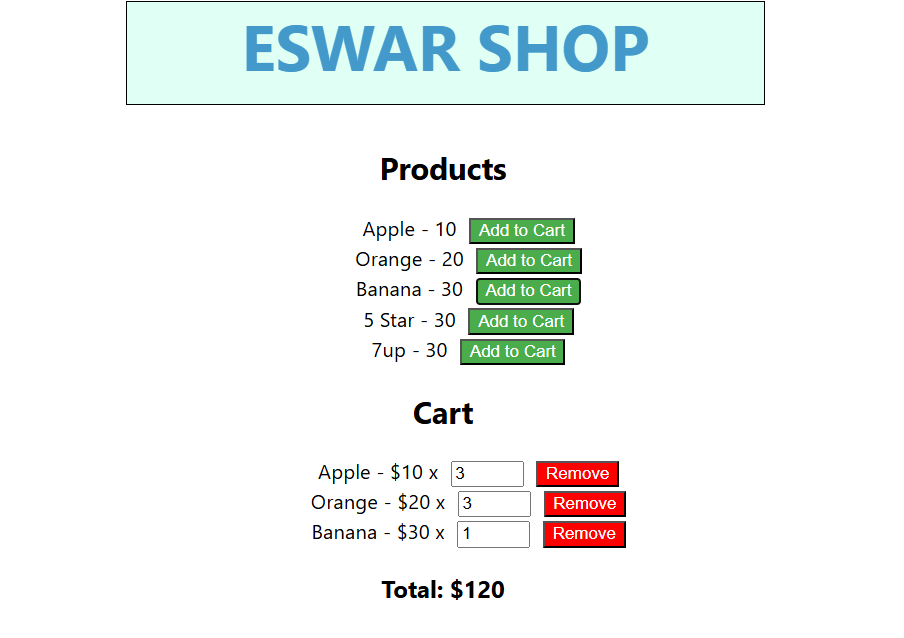 ESWAR SHOP
Products
Apple - 10 Add to Cart
Orange - 20 Add to Cart
Banana - 30 Add to Cart
5 Star - 30 Add to Cart
7up - 30 Add to Cart
Cart
Apple - $10 x 3 Remove
Orange - $20 x 3 Remove
Banana - $30 x 1 Remove
Total: $120